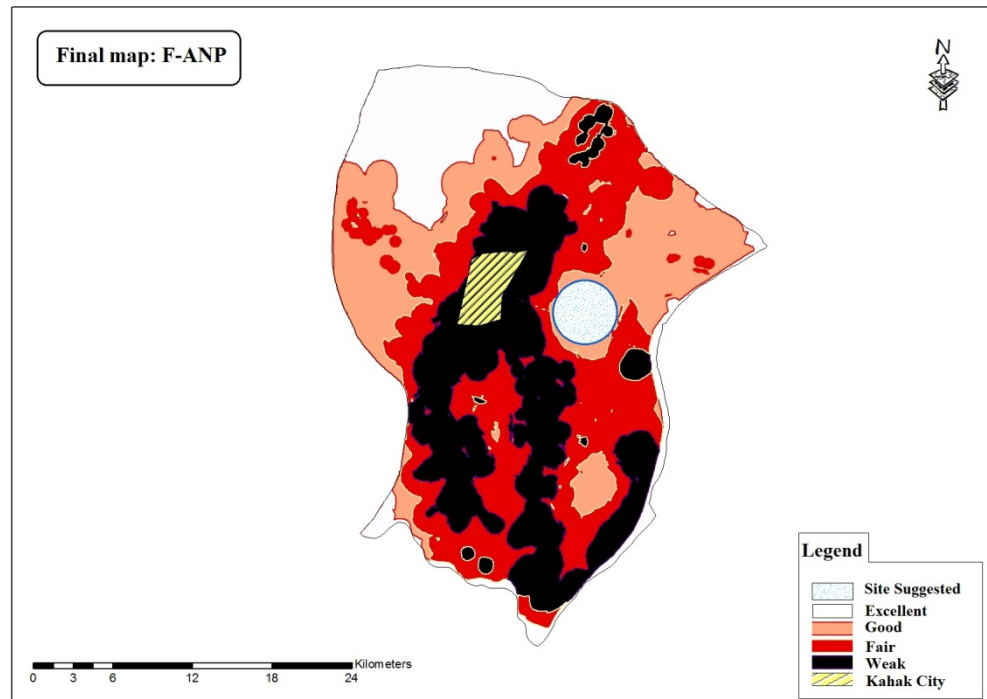 Final map: F-ANP
N
Legend
Site Suggested
Excellent
Good
Fair
Weak
Kahak City
Kilometers
0 3 6 12 18 24